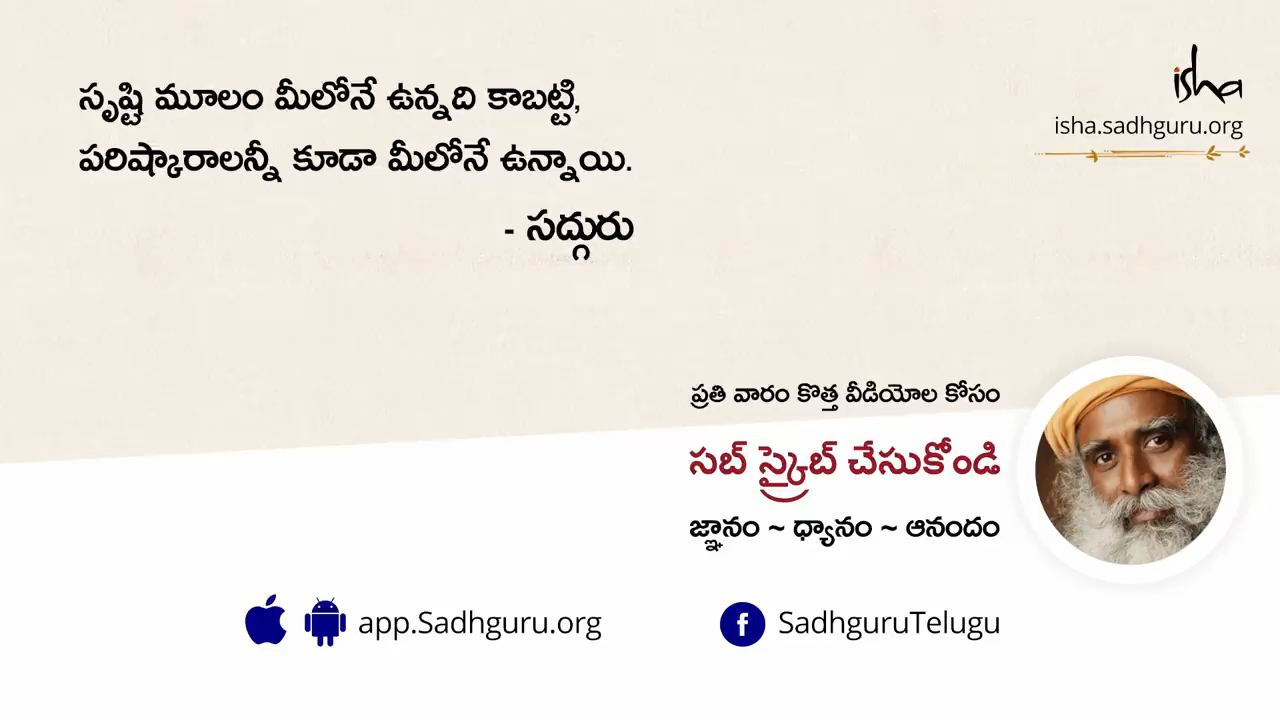 సృష్టి మూలం మీలోనే ఉన్నది కాబట్టి,
పరిష్కారాలన్నీ కూడా మీలోనే ఉన్నాయి.
- సద్గురు
isha
isha.sadhguru.org
ప్రతి వారం కొత్త వీడియోల కోసం
సబ్ స్క్రైబ్ చేసుకోండి
జ్ఞానం ~ ధ్యానం ~ ఆనందం
app.Sadhguru.org
SadhguruTelugu